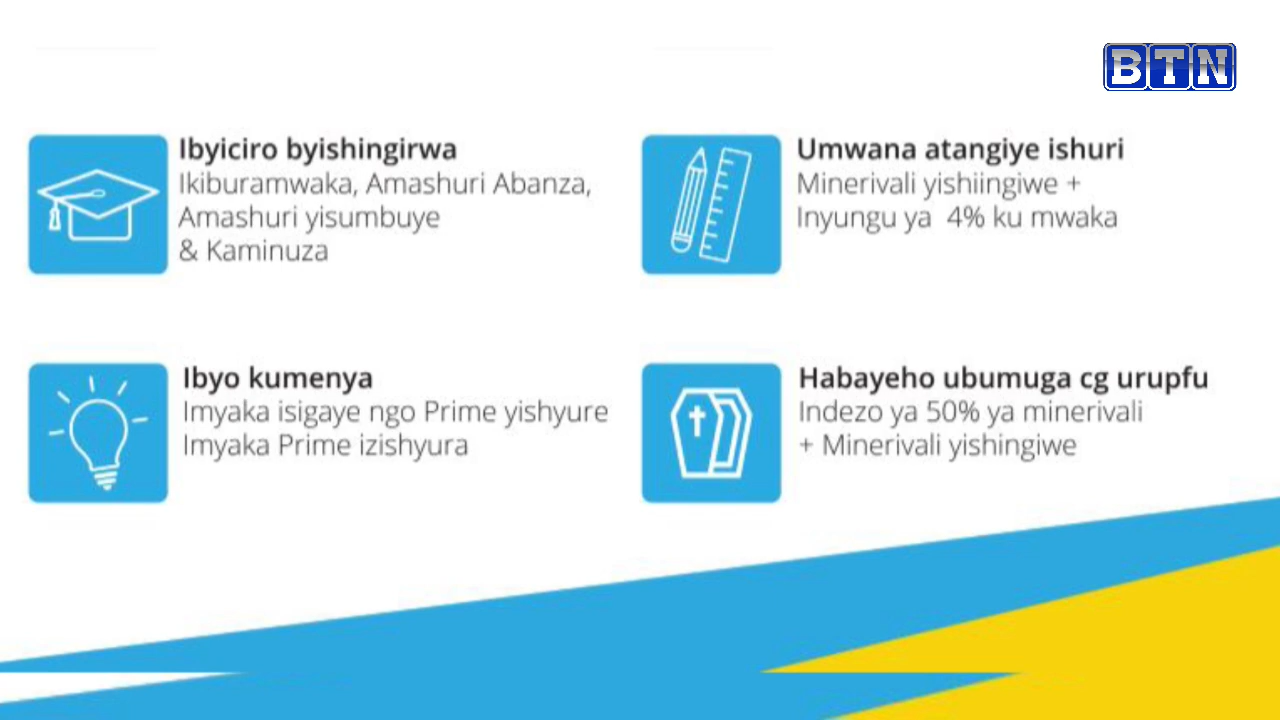 BTN
Ibyiciro byishingirwa
Ikiburamwaka, Amashuri Abanza,
Amashuri yisumbuye
& Kaminuza
Umwana atangiye ishuri
Minerivali yishiingiwe +
Inyungu ya 4% ku mwaka
Ibyo kumenya
Imyaka isigaye ngo Prime yishyure
Imyaka Prime izishyura
Habayeho ubumuga cg urupfu
Indezo ya 50% ya minerivali
+ Minerivali yishingiwe